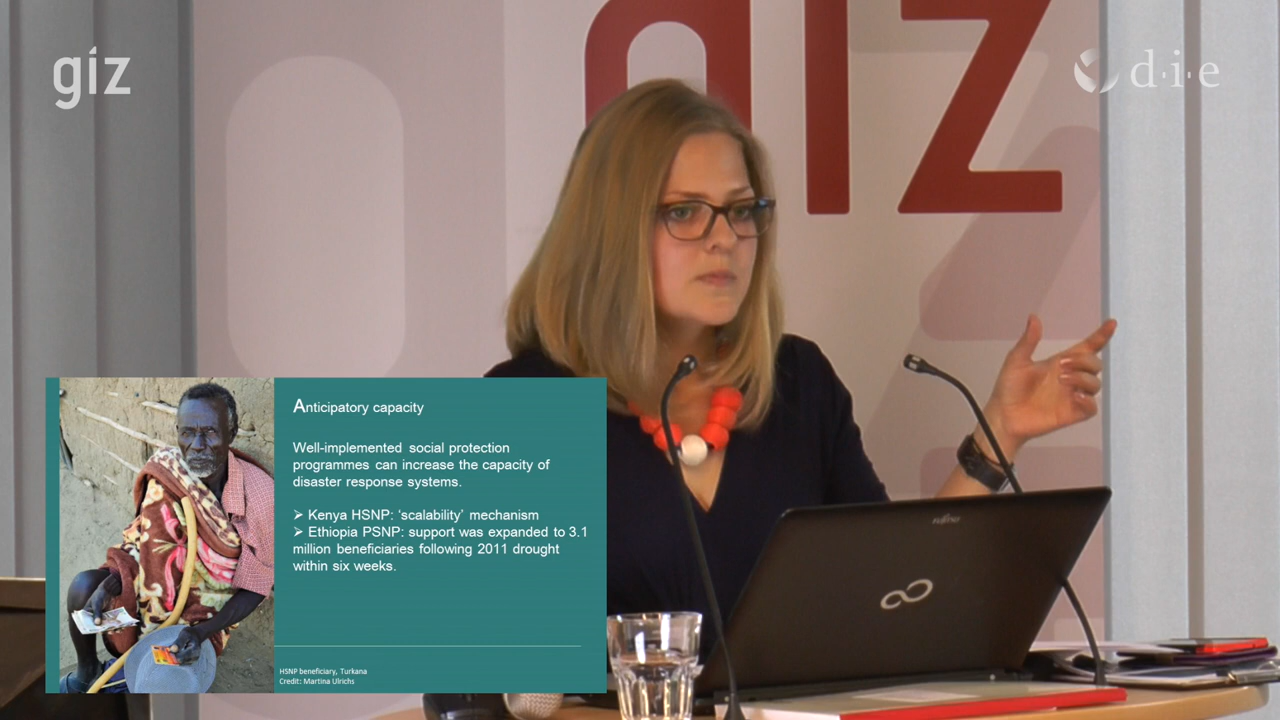 giz
d·i·e
giz
Anticipatory capacity
Well-implemented social protection
programmes can increase the capacity of
disaster response systems.
➢ Kenya HSNP: ‘scalability’ mechanism
➢ Ethiopia PSNP: support was expanded to 3.1
million beneficiaries following 2011 drought
within six weeks.
HSNP beneficiary, Turkana
Credit: Martina Ulrichs
FUJITSU